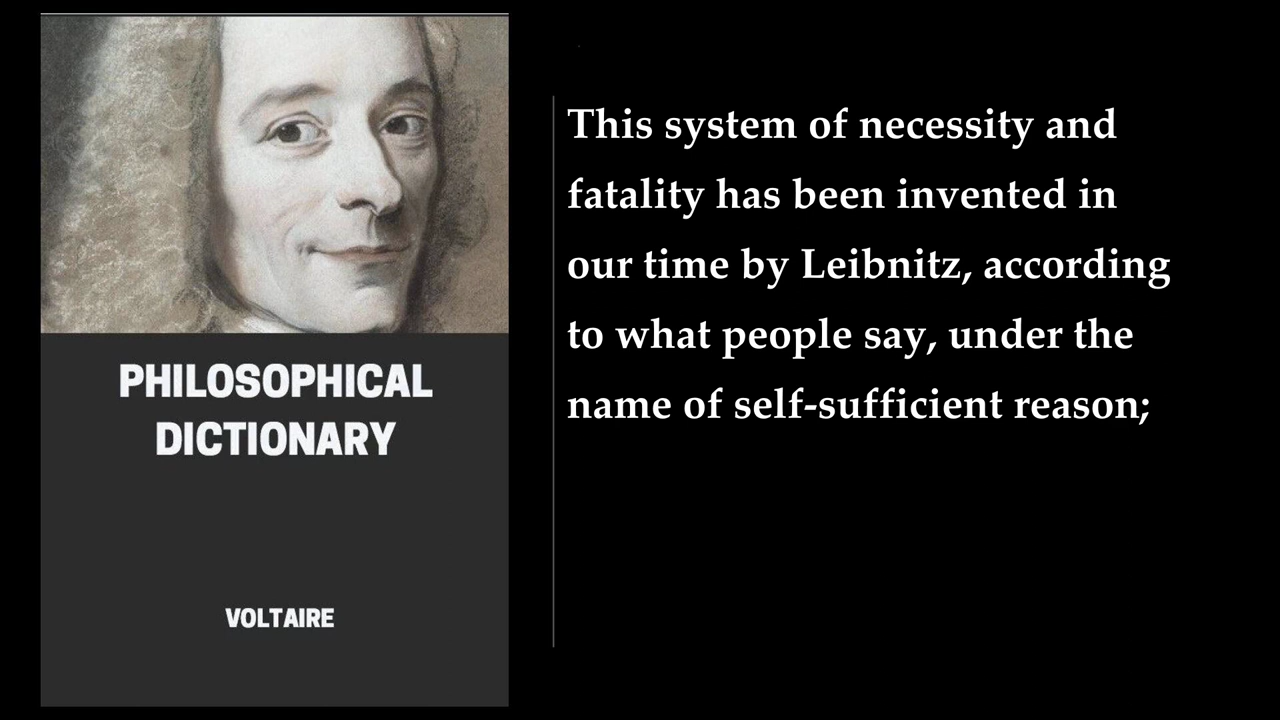 PHILOSOPHICAL
DICTIONARY
VOLTAIRE
This system of necessity and
fatality has been invented in
our time by Leibnitz, according
to what people say, under the
name of self-sufficient reason;